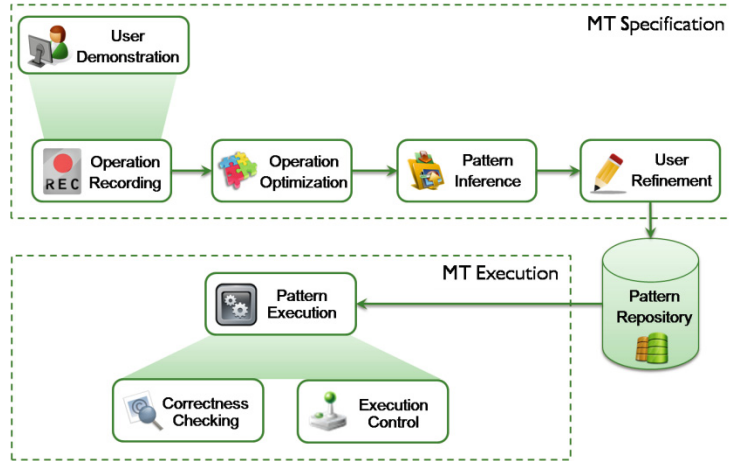 MT Specification
User
Demonstration
REC
Operation
Recording
Operation
Optimization
Pattern
Inference
User
Refinement
MT Execution
Pattern
Execution
Pattern
Repository
Correctness
Checking
Execution
Control